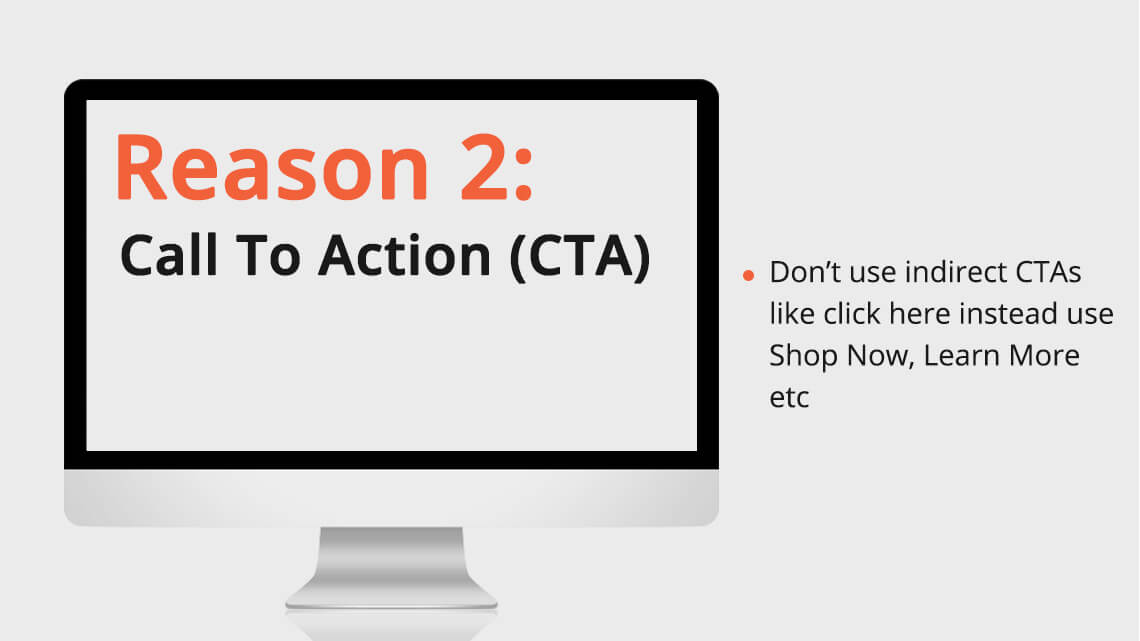 Reason 2:
Call To Action (CTA)
Don’t use indirect CTAs
like click here instead use
Shop Now, Learn More
etc